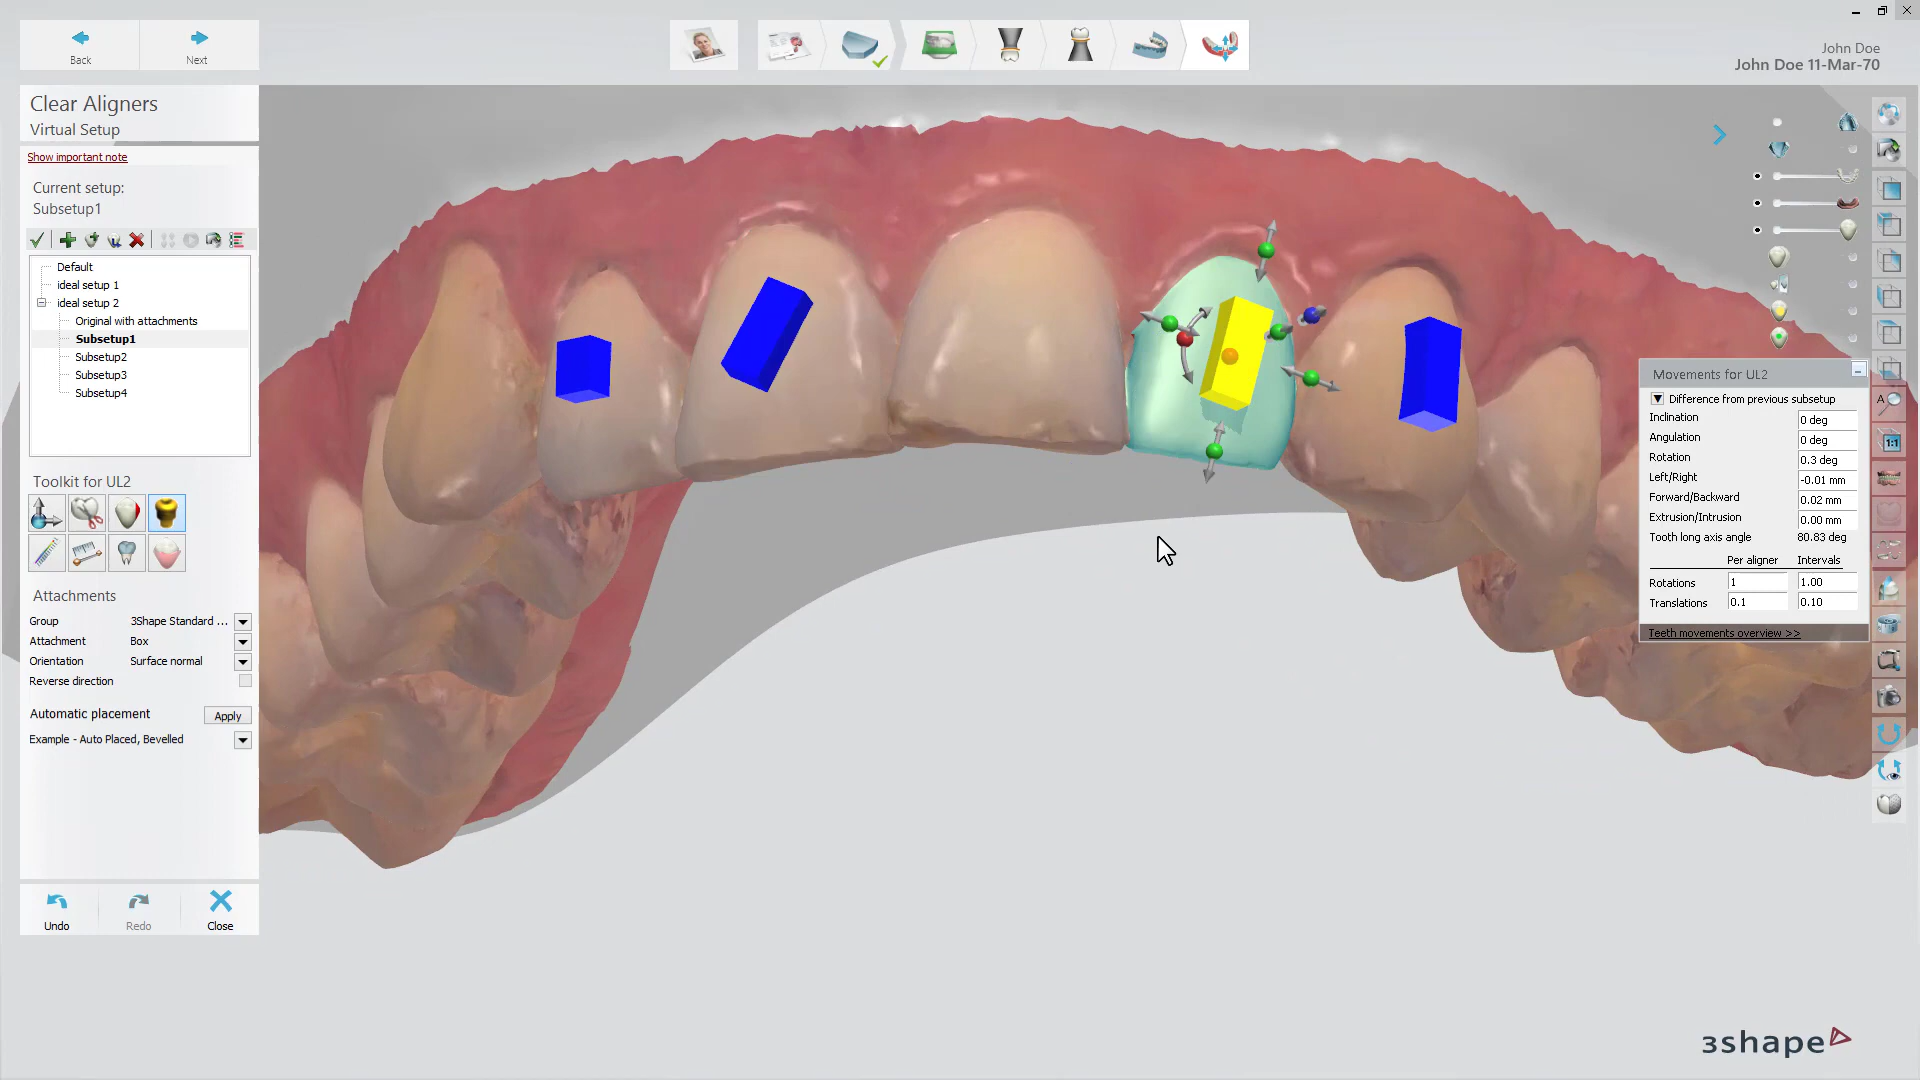 Back
Next
John Doe
John Doe 11-Mar-70
Clear Aligners
Virtual Setup
Show important note
Current setup:
Subsetup1
Default
ideal setup 1
ideal setup 2
Original with attachments
Subsetup1
Subsetup2
Subsetup3
Subsetup4
Toolkit for UL2
Attachments
Group 3Shape Standard ...
Attachment Box
Orientation Surface normal
Reverse direction
Automatic placement Apply
Example - Auto Placed, Bevelled
Undo
Redo
Close
A
1:1
Movements for UL2
Difference from previous subsetup
Inclination 0 deg
Angulation 0 deg
Rotation 0.3 deg
Left/Right -0.01 mm
Forward/Backward 0.02 mm
Extrusion/Intrusion 0.00 mm
Tooth long axis angle 80.83 deg
Per aligner Intervals
Rotations 1 1.00
Translations 0.1 0.10
Teeth movements overview >>
3shape